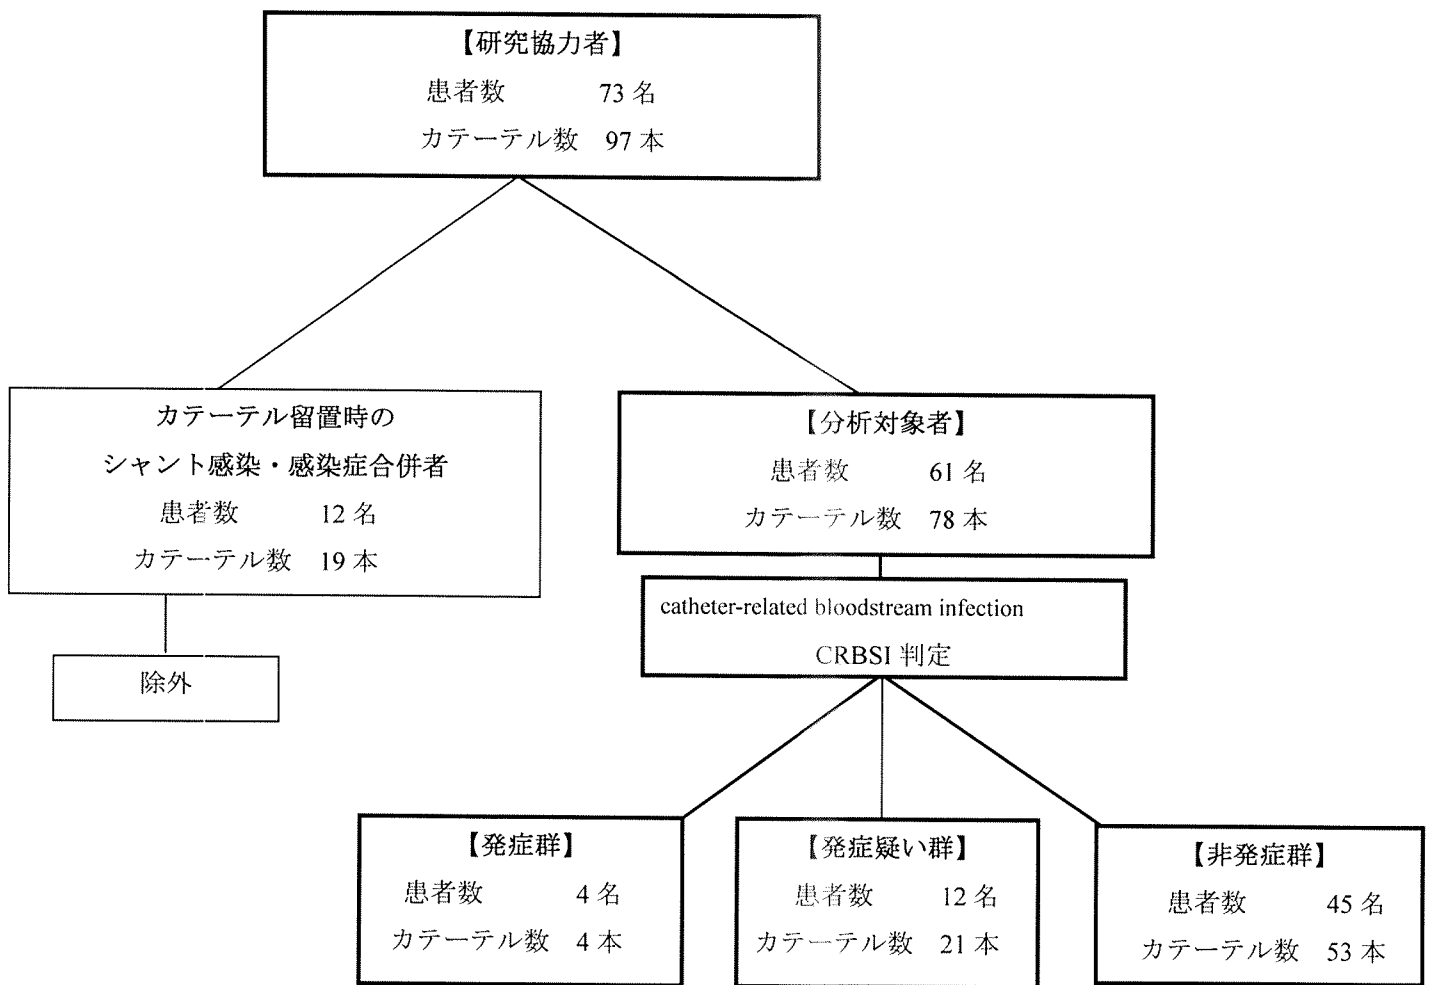 【研究協力者】
患者数 73 名
カテーテル数 97 本
カテーテル留置時の
シャント感染・感染症合併者
患者数 12 名
カテーテル数 19 本
除外
【分析対象者】
患者数 61 名
カテーテル数 78 本
catheter-related bloodstream infection
CRBSI 判定
【発症群】
患者数 4 名
カテーテル数 4 本
【発症疑い群】
患者数 12 名
カテーテル数 21 本
【非発症群】
患者数 45 名
カテーテル数 53 本